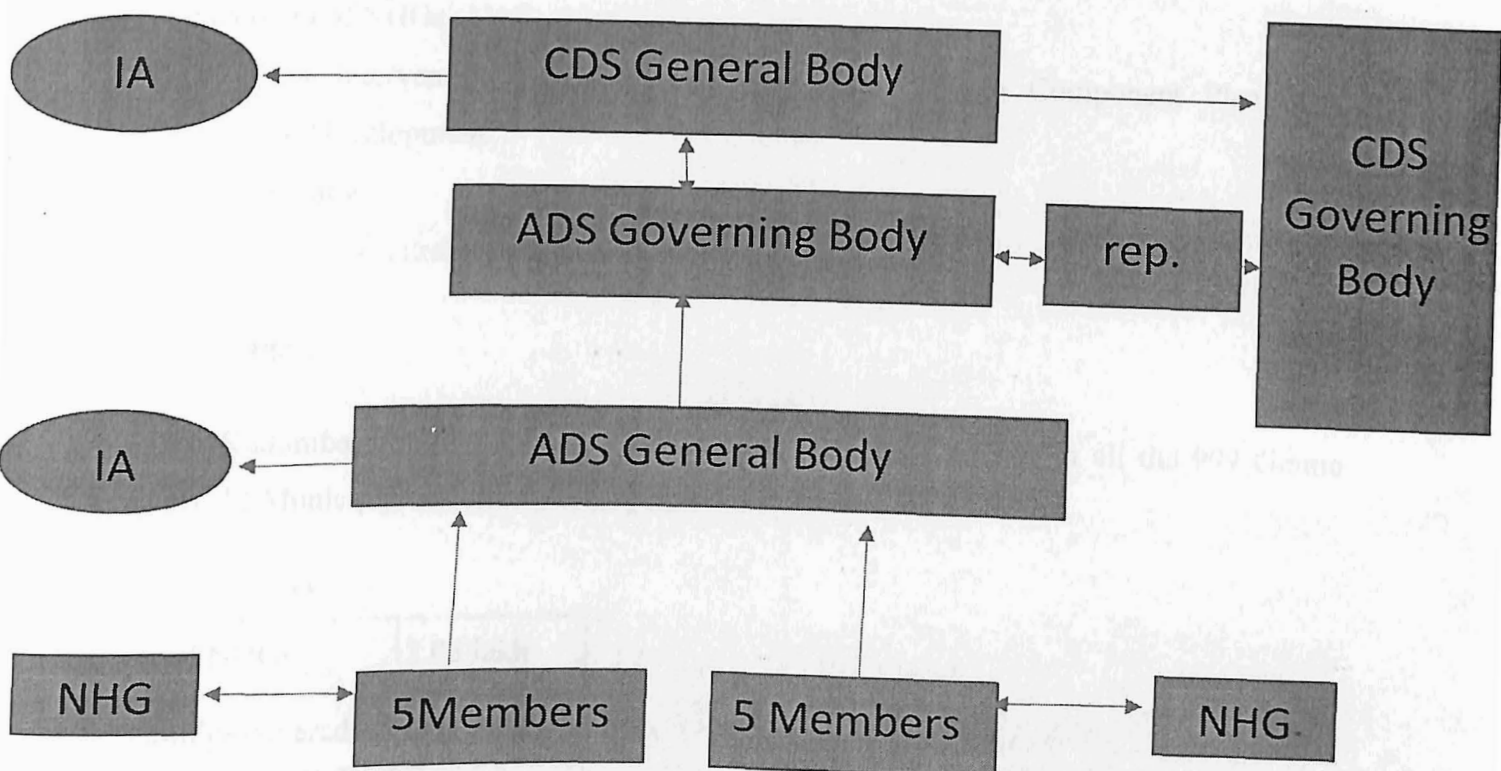 IA
CDS General Body
CDS
Governing
Body
ADS Governing Body
rep.
IA
ADS General Body
NHG
5Members
5 Members
NHG.